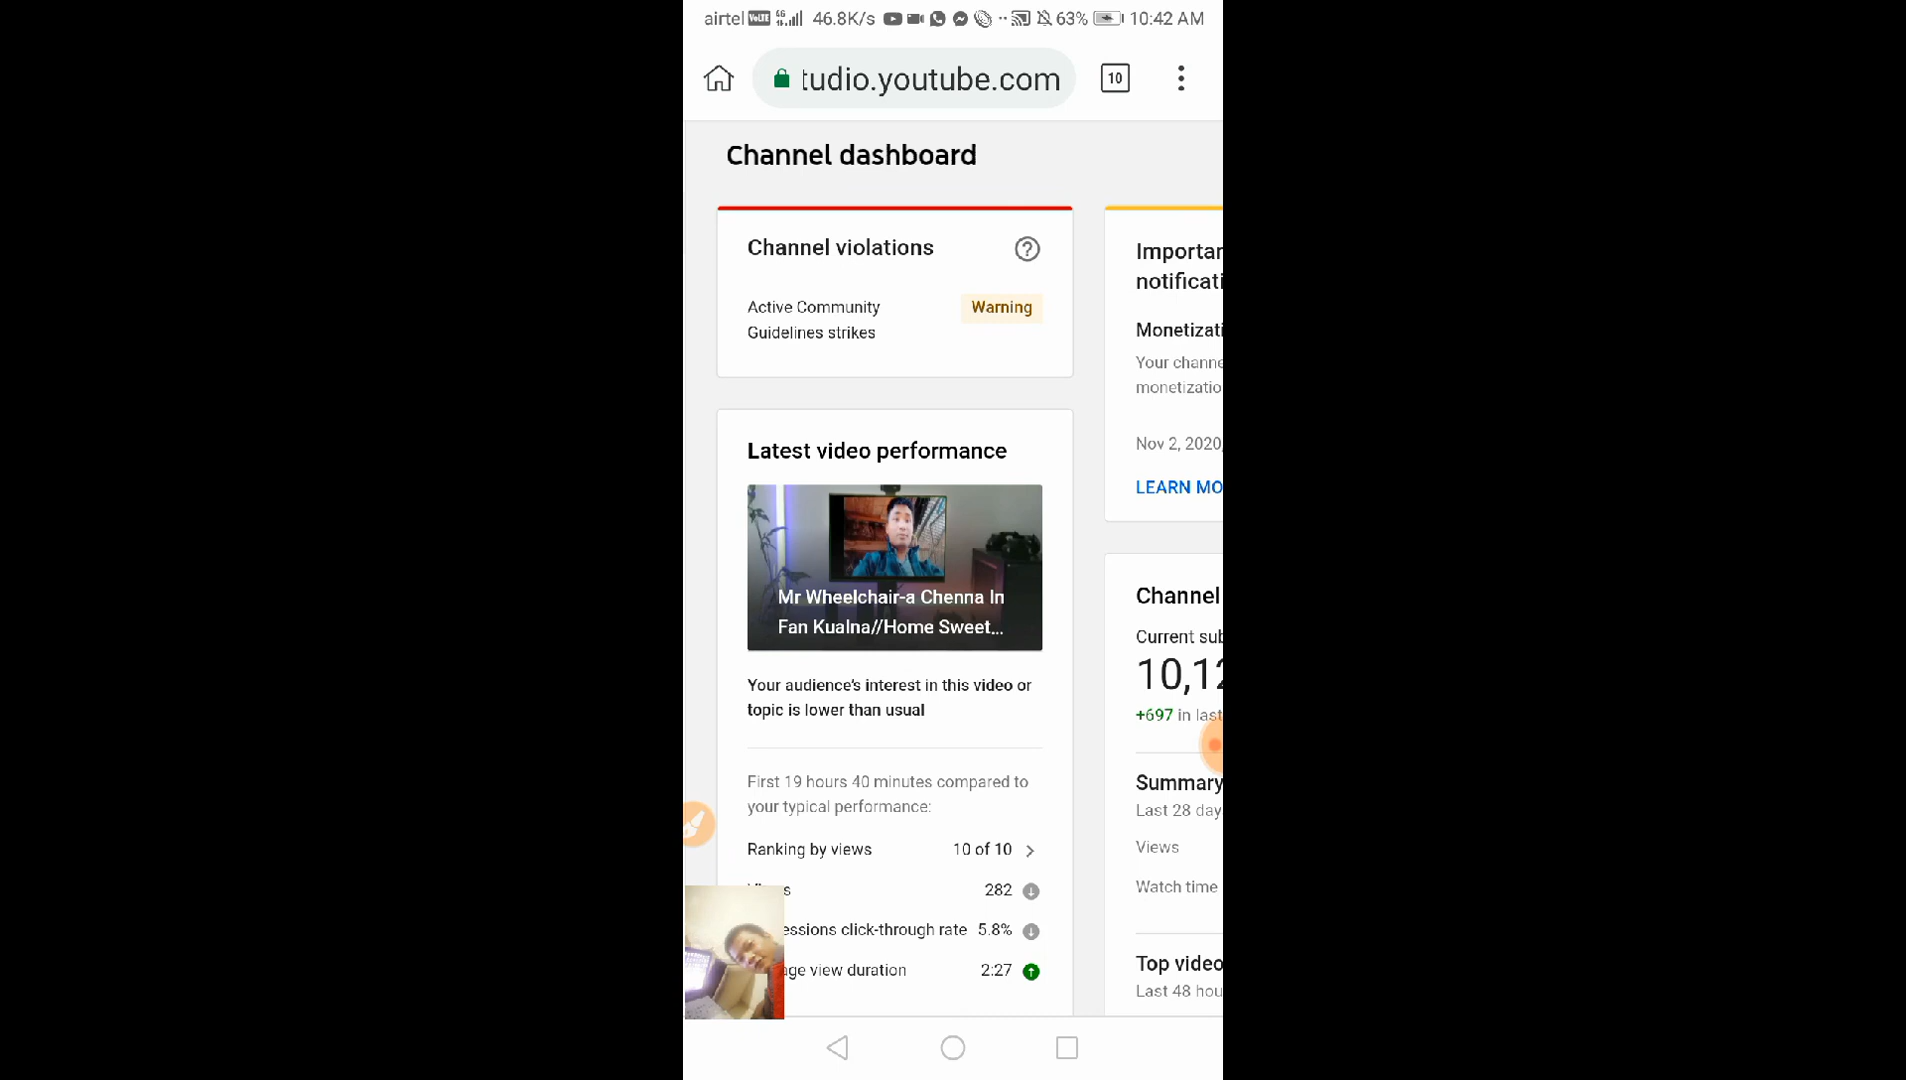 airtel VoLTE 4G 46.8K/s 63% 10:42 AM
tudio.youtube.com
10
Channel dashboard
Channel violations
Active Community
Guidelines strikes
Warning
Latest video performance
Mr Wheelchair-a Chenna In
Fan Kualna//Home Sweet...
Your audience's interest in this video or
topic is lower than usual
First 19 hours 40 minutes compared to
your typical performance:
Ranking by views 10 of 10
282
essions click-through rate 5.8%
age view duration 2:27
Importan
notificati
Monetizati
Your channe
monetizatio
Nov 2, 2020,
LEARN MO
Channel
Current sub
10,12
+697 in last
Summary
Last 28 day
Views
Watch time
Top video
Last 48 hou